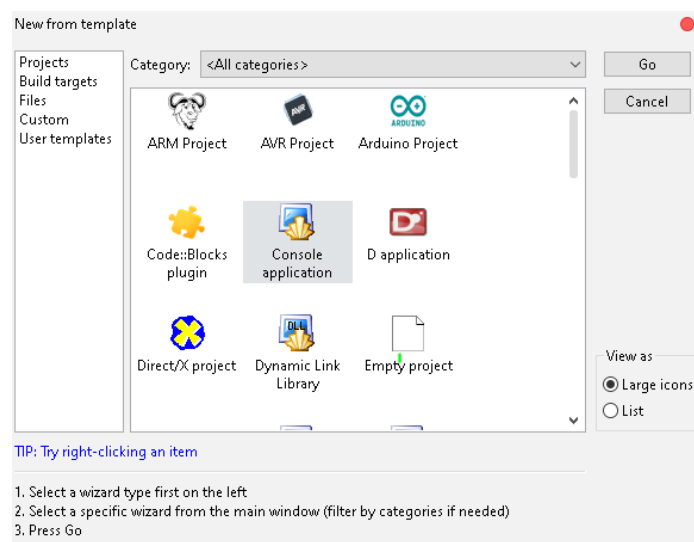 New from template
Projects
Build targets
Files
Custom
User templates
Category: <All categories>
Go
Cancel
AVR
ARDUINO
ARM Project
AVR Project
Arduino Project
Code::Blocks
plugin
Console
application
D application
DLL
Direct/X project
Dynamic Link
Library
Empty project
View as
Large icons
List
TIP: Try right-clicking an item
1. Select a wizard type first on the left
2. Select a specific wizard from the main window (filter by categories if needed)
3. Press Go